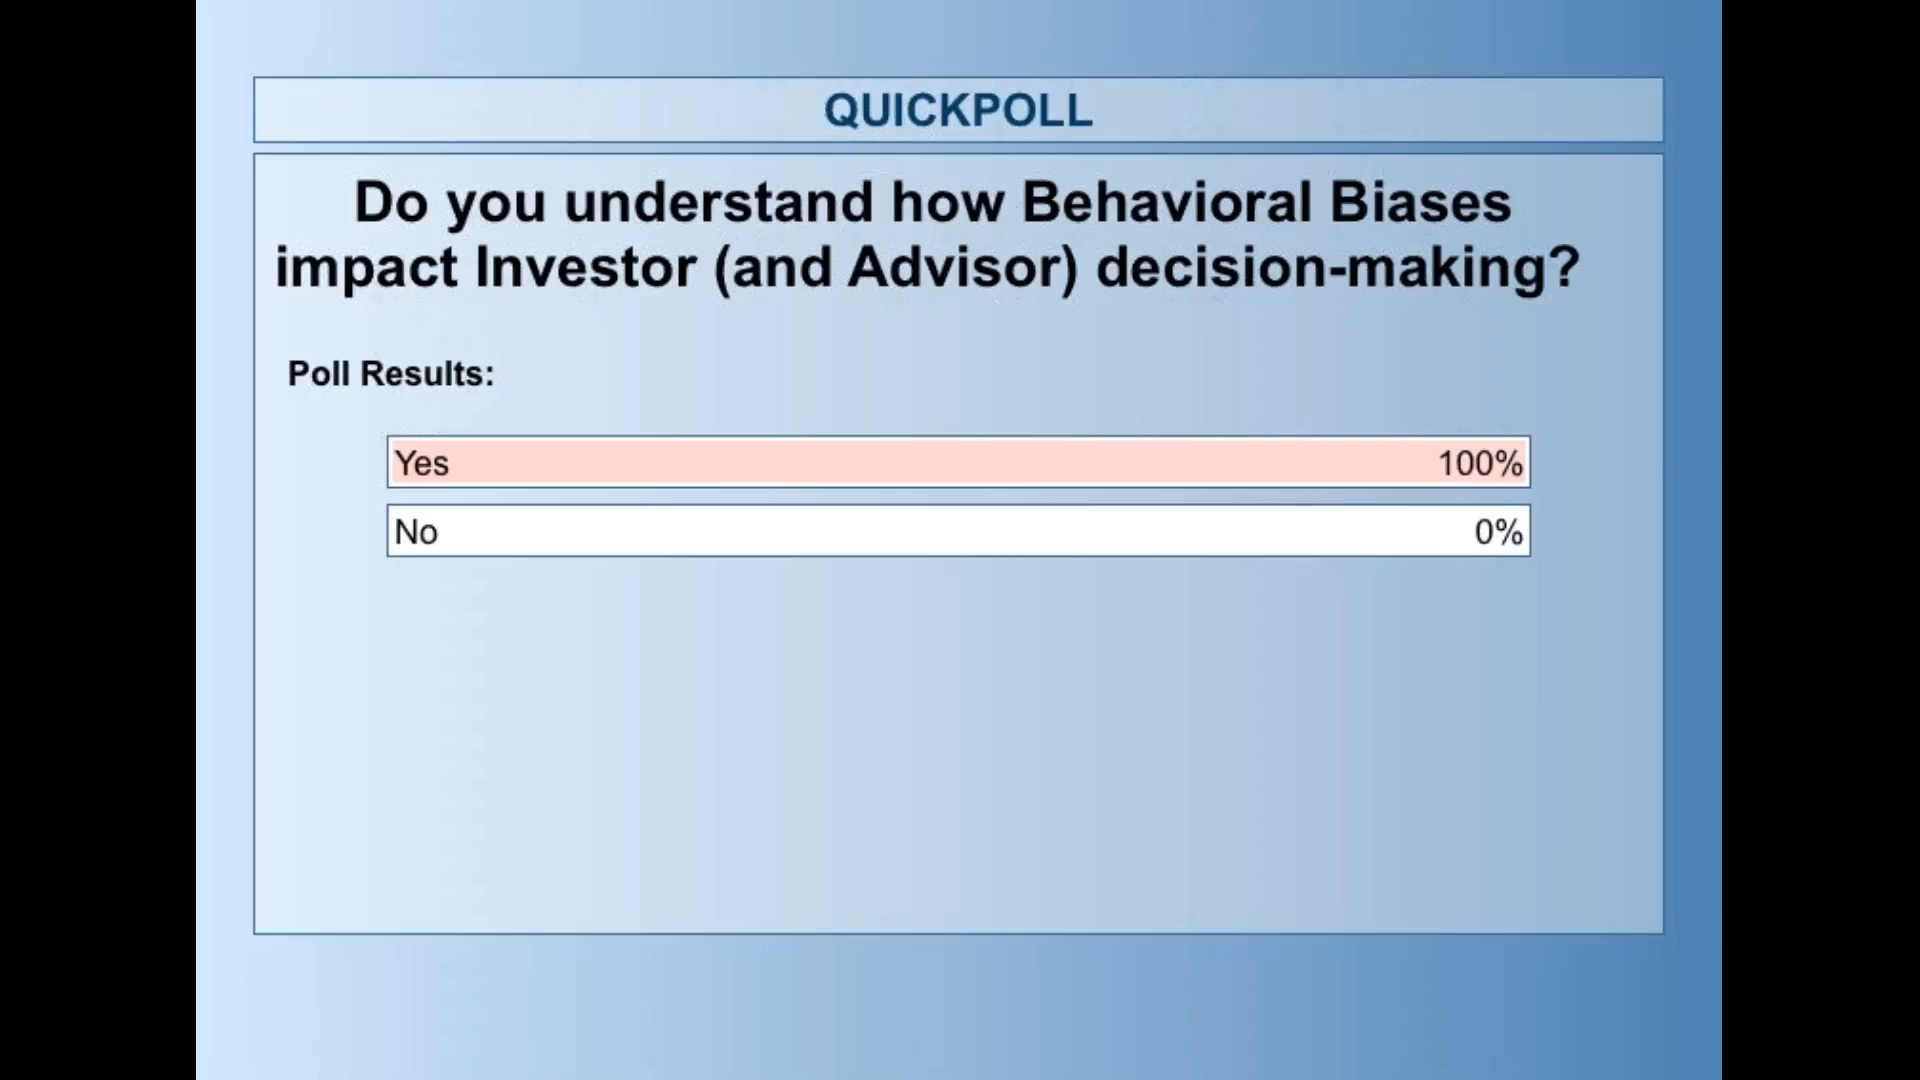 QUICKPOLL
Do you understand how Behavioral Biases
impact Investor (and Advisor) decision-making?
Poll Results:
Yes 100%
No 0%